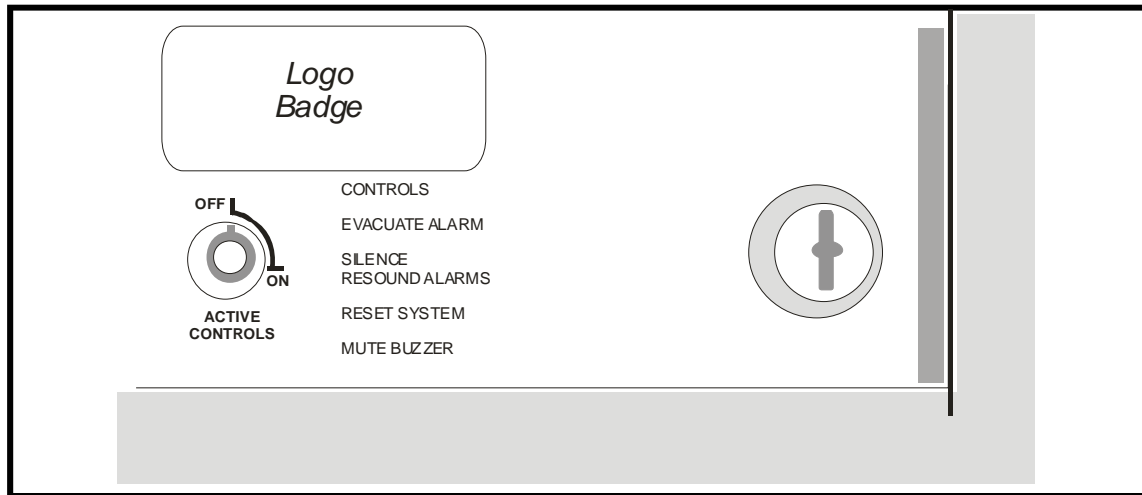 Logo
Badge
OFF
ON
ACTIVE
CONTROLS
CONTROLS
EVACUATE ALARM
SILENCE
RESOUND ALARMS
RESET SYSTEM
MUTE BUZZER